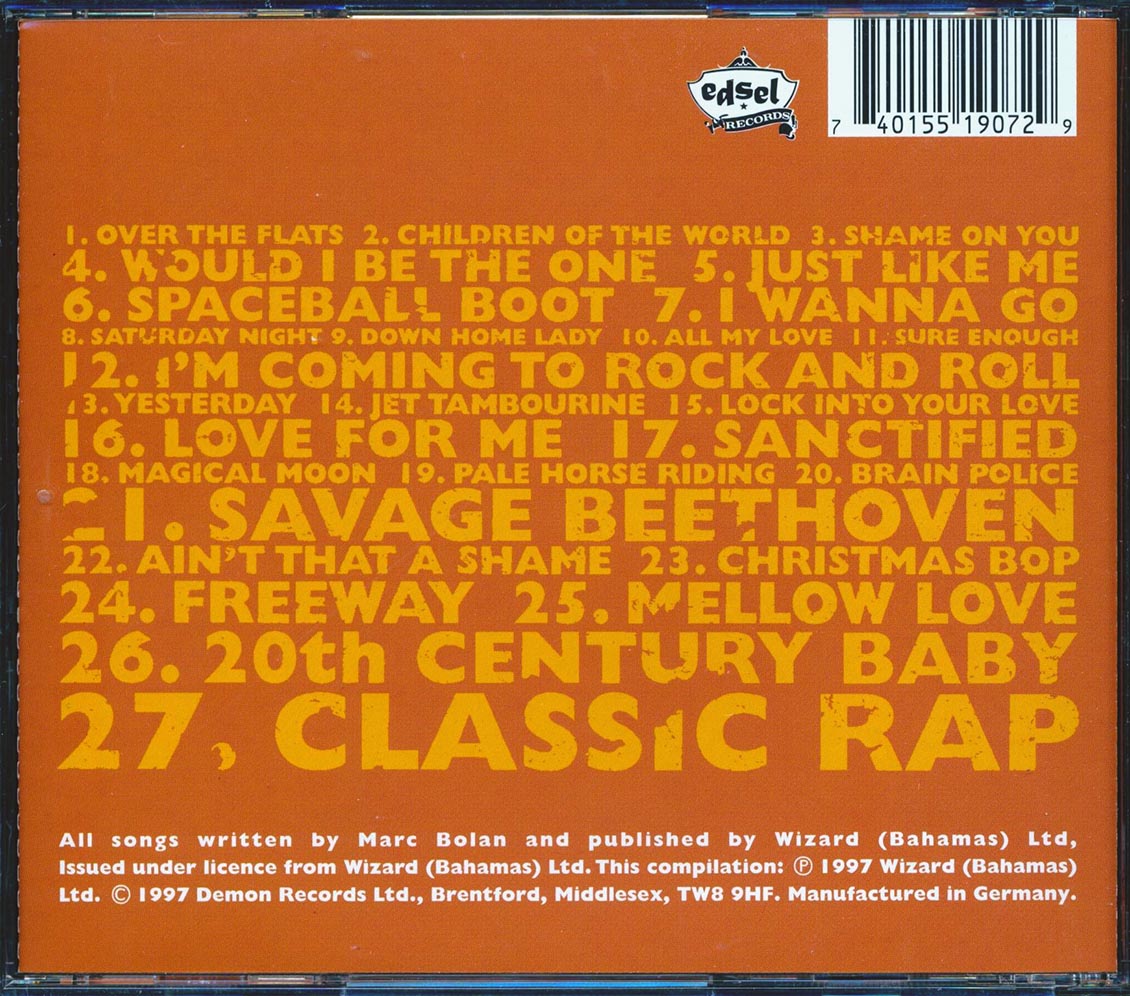 edsel
RECORDS
7 40155 19072 9
1. OVER THE FLATS 2. CHILDREN OF THE WORLD 3. SHAME ON YOU
4. WOULD I BE THE ONE 5. JUST LIKE ME
6. SPACEBALL BOOT 7. I WANNA GO
8. SATURDAY NIGHT 9. DOWN HOME LADY 10. ALL MY LOVE 11. SURE ENOUGH
12. I'M COMING TO ROCK AND ROLL
13. YESTERDAY 14. JET TAMBOURINE 15. LOCK INTO YOUR LOVE
16. LOVE FOR ME 17. SANCTIFIED
18. MAGICAL MOON 19. PALE HORSE RIDING 20. BRAIN POLICE
21. SAVAGE BEETHOVEN
22. AIN'T THAT A SHAME 23. CHRISTMAS BOP
24. FREEWAY 25. MELLOW LOVE
26. 20th CENTURY BABY
27. CLASSIC RAP
All songs written by Marc Bolan and published by Wizard (Bahamas) Ltd,
Issued under licence from Wizard (Bahamas) Ltd. This compilation: ℗ 1997 Wizard (Bahamas)
Ltd. © 1997 Demon Records Ltd., Brentford, Middlesex, TW8 9HF. Manufactured in Germany.